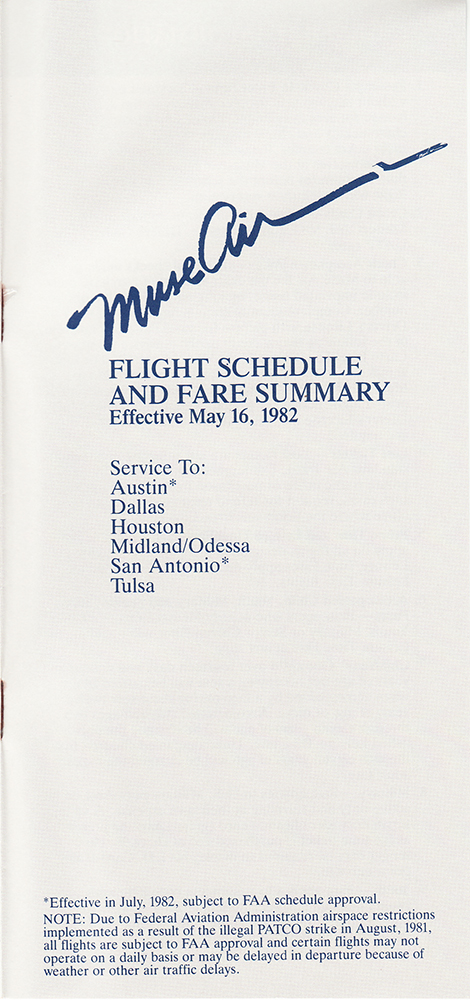 Muse Air
FLIGHT SCHEDULE
AND FARE SUMMARY
Effective May 16, 1982
Service To:
Austin*
Dallas
Houston
Midland/Odessa
San Antonio*
Tulsa
*Effective in July, 1982, subject to FAA schedule approval.
NOTE: Due to Federal Aviation Administration airspace restrictions
implemented as a result of the illegal PATCO strike in August, 1981,
all flights are subject to FAA approval and certain flights may not
operate on a daily basis or may be delayed in departure because of
weather or other air traffic delays.